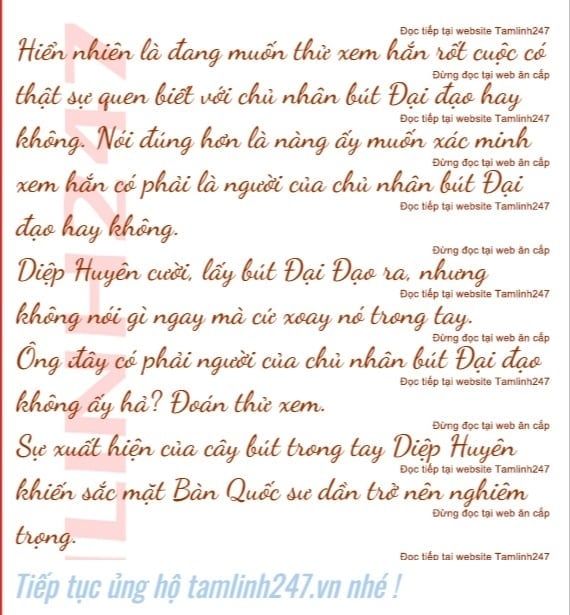 Đọc tiếp tại website Tamlinh247
Hiển nhiên là đang muốn thử xem hắn rốt cuộc có
Đừng đọc tại web ăn cắp
thật sự quen biết với chủ nhân bút Đại đạo hay
Đọc tiếp tại website Tamlinh247
không. Nói đúng hơn là nàng ấy muốn xác minh
Đừng đọc tại web ăn cắp
xem hắn có phải là người của chủ nhân bút Đại
Đọc tiếp tại website Tamlinh247
đạo hay không.
Đừng đọc tại web ăn cắp
Diệp Huyên cười, lấy bút Đại Đạo ra, nhưng
Đọc tiếp tại website Tamlinh247
không nói gì ngay mà cứ xoay nó trong tay.
Đừng đọc tại web ăn cắp
Ông đây có phải người của chủ nhân bút Đại đạo
Đọc tiếp tại website Tamlinh247
không ấy hả? Đoán thử xem.
Đừng đọc tại web ăn cắp
Sự xuất hiện của cây bút trong tay Diệp Huyên
Đọc tiếp tại website Tamlinh247
khiến sắc mặt Bàn Quốc sư dần trở nên nghiêm
Đừng đọc tại web ăn cắp
trọng.
Đọc tiếp tại website Tamlinh247
Tiếp tục ủng hộ tamlinh247.vn nhé !
LINH247